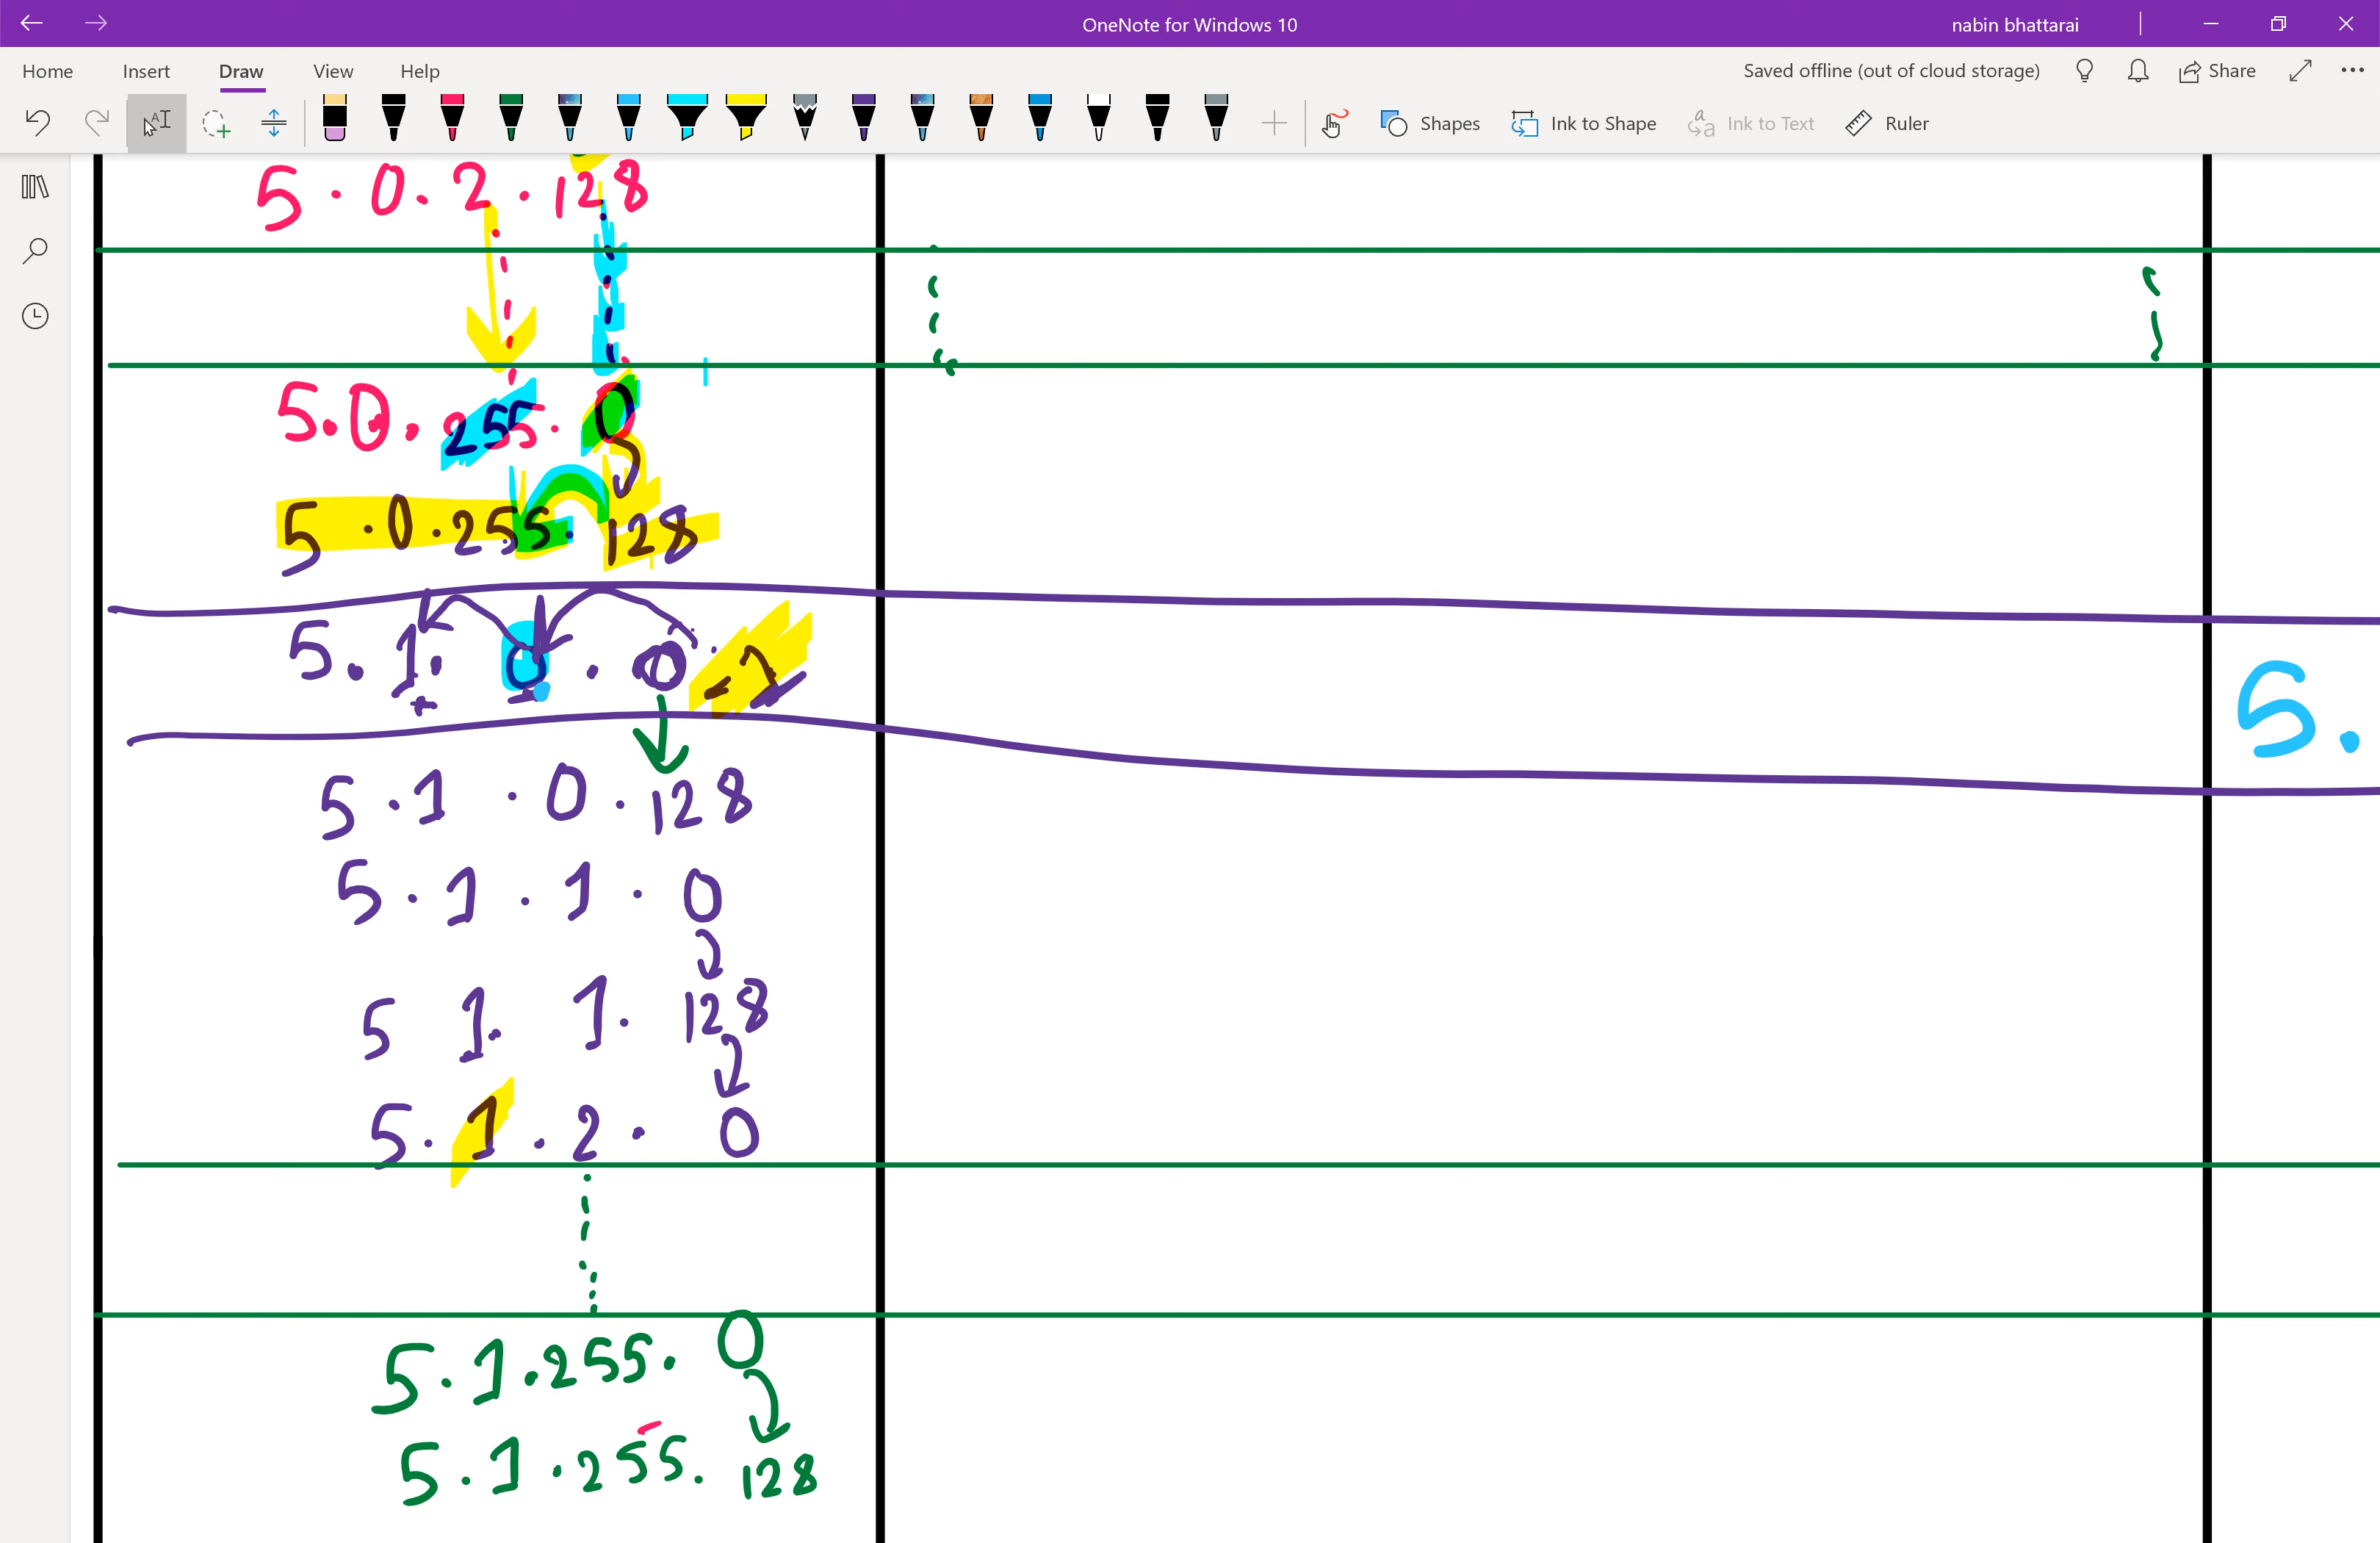 OneNote for Windows 10
nabin bhattarai
Home Insert Draw View Help
Saved offline (out of cloud storage) Share
Shapes Ink to Shape Ink to Text Ruler
5.0.2.128
5.0.255.0
5.0.255.128
5.1.0.0
5.
5.1.0.128
5.1.1.0
5 1. 1. 128
5.1.2.0
5.1.255.0
5.1.255.128